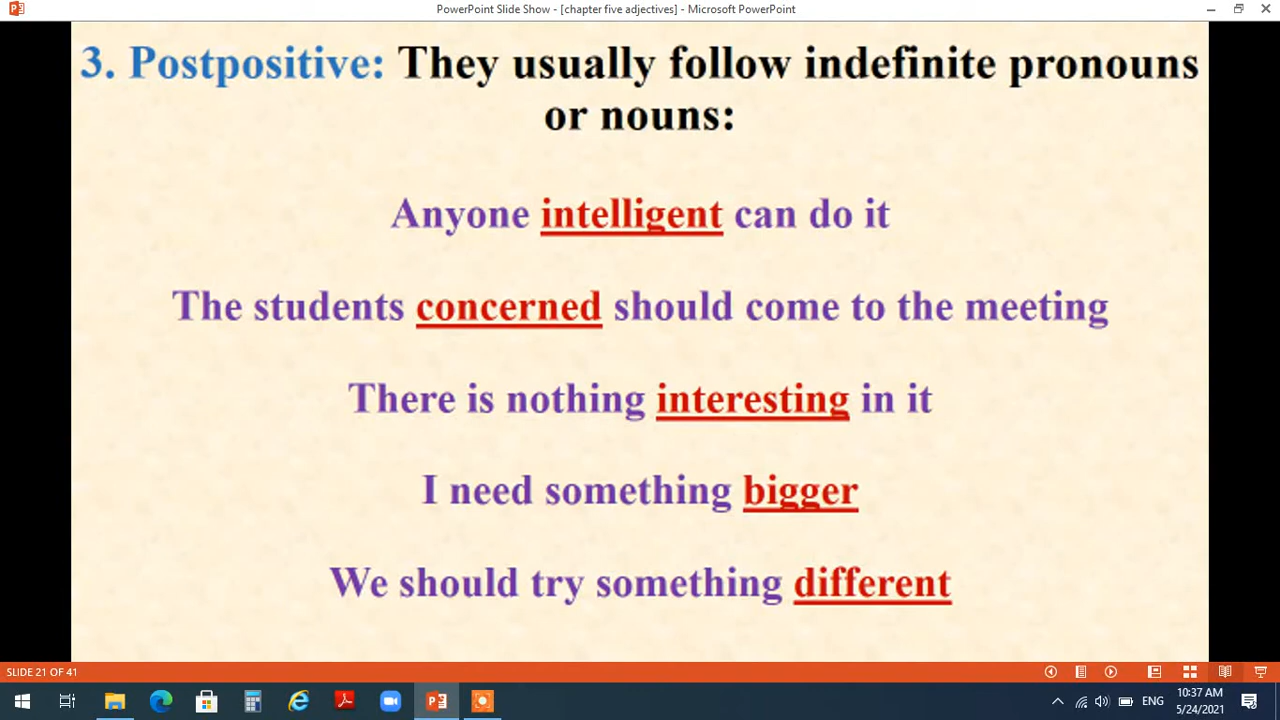 PowerPoint Slide Show - [chapter five adjectives] - Microsoft PowerPoint
3. Postpositive: They usually follow indefinite pronouns
or nouns:
Anyone intelligent can do it
The students concerned should come to the meeting
There is nothing interesting in it
I need something bigger
We should try something different
SLIDE 21 OF 41
ENG
10:37 AM
5/24/2021